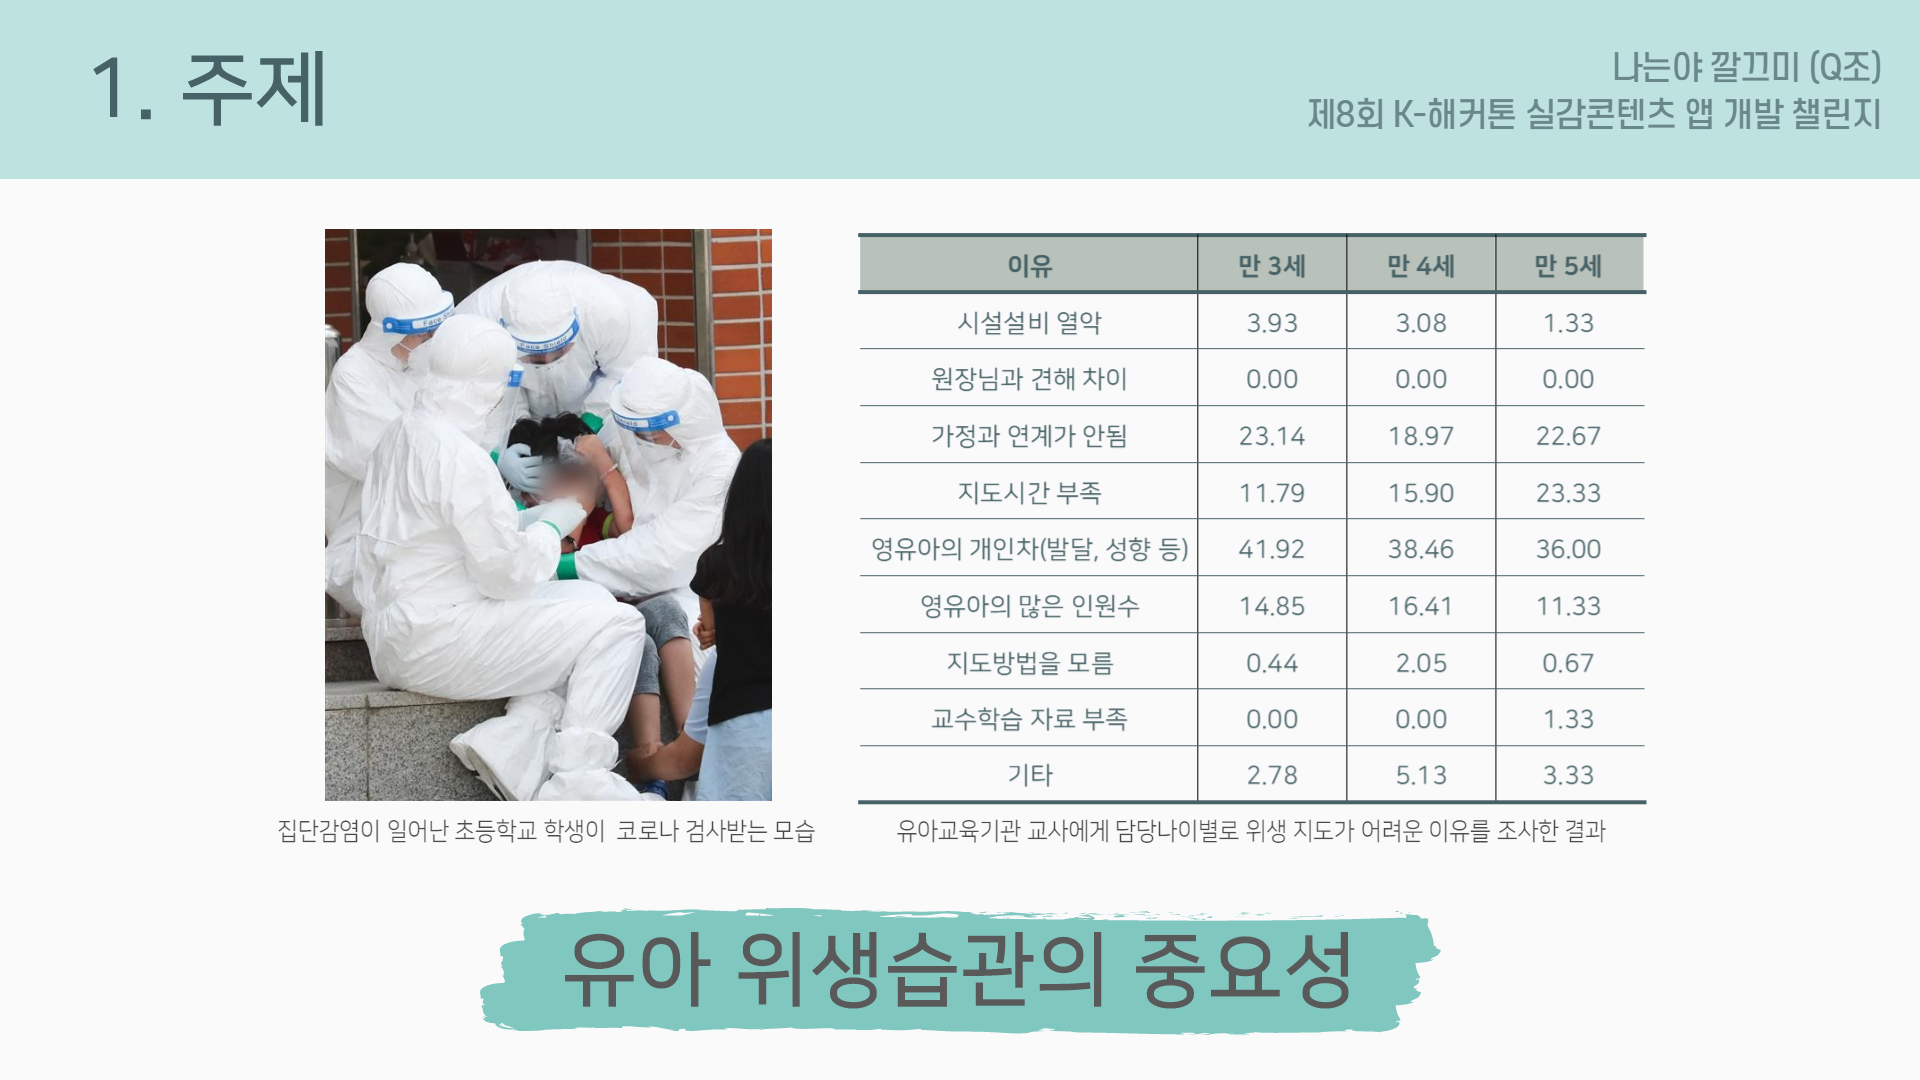 1. 주제
나는야 깔끄미 (Q조)
제8회 K-해커톤 실감콘텐츠 앱 개발 챌린지
Face Shield
이유 만 3세 만 4세 만 5세
시설설비 열악 3.93 3.08 1.33
원장님과 견해 차이 0.00 0.00 0.00
가정과 연계가 안됨 23.14 18.97 22.67
지도시간 부족 11.79 15.90 23.33
영유아의 개인차(발달, 성향 등) 41.92 38.46 36.00
영유아의 많은 인원수 14.85 16.41 11.33
지도방법을 모름 0.44 2.05 0.67
교수학습 자료 부족 0.00 0.00 1.33
기타 2.78 5.13 3.33
집단감염이 일어난 초등학교 학생이 코로나 검사받는 모습
유아교육기관 교사에게 담당나이별로 위생 지도가 어려운 이유를 조사한 결과
유아 위생습관의 중요성